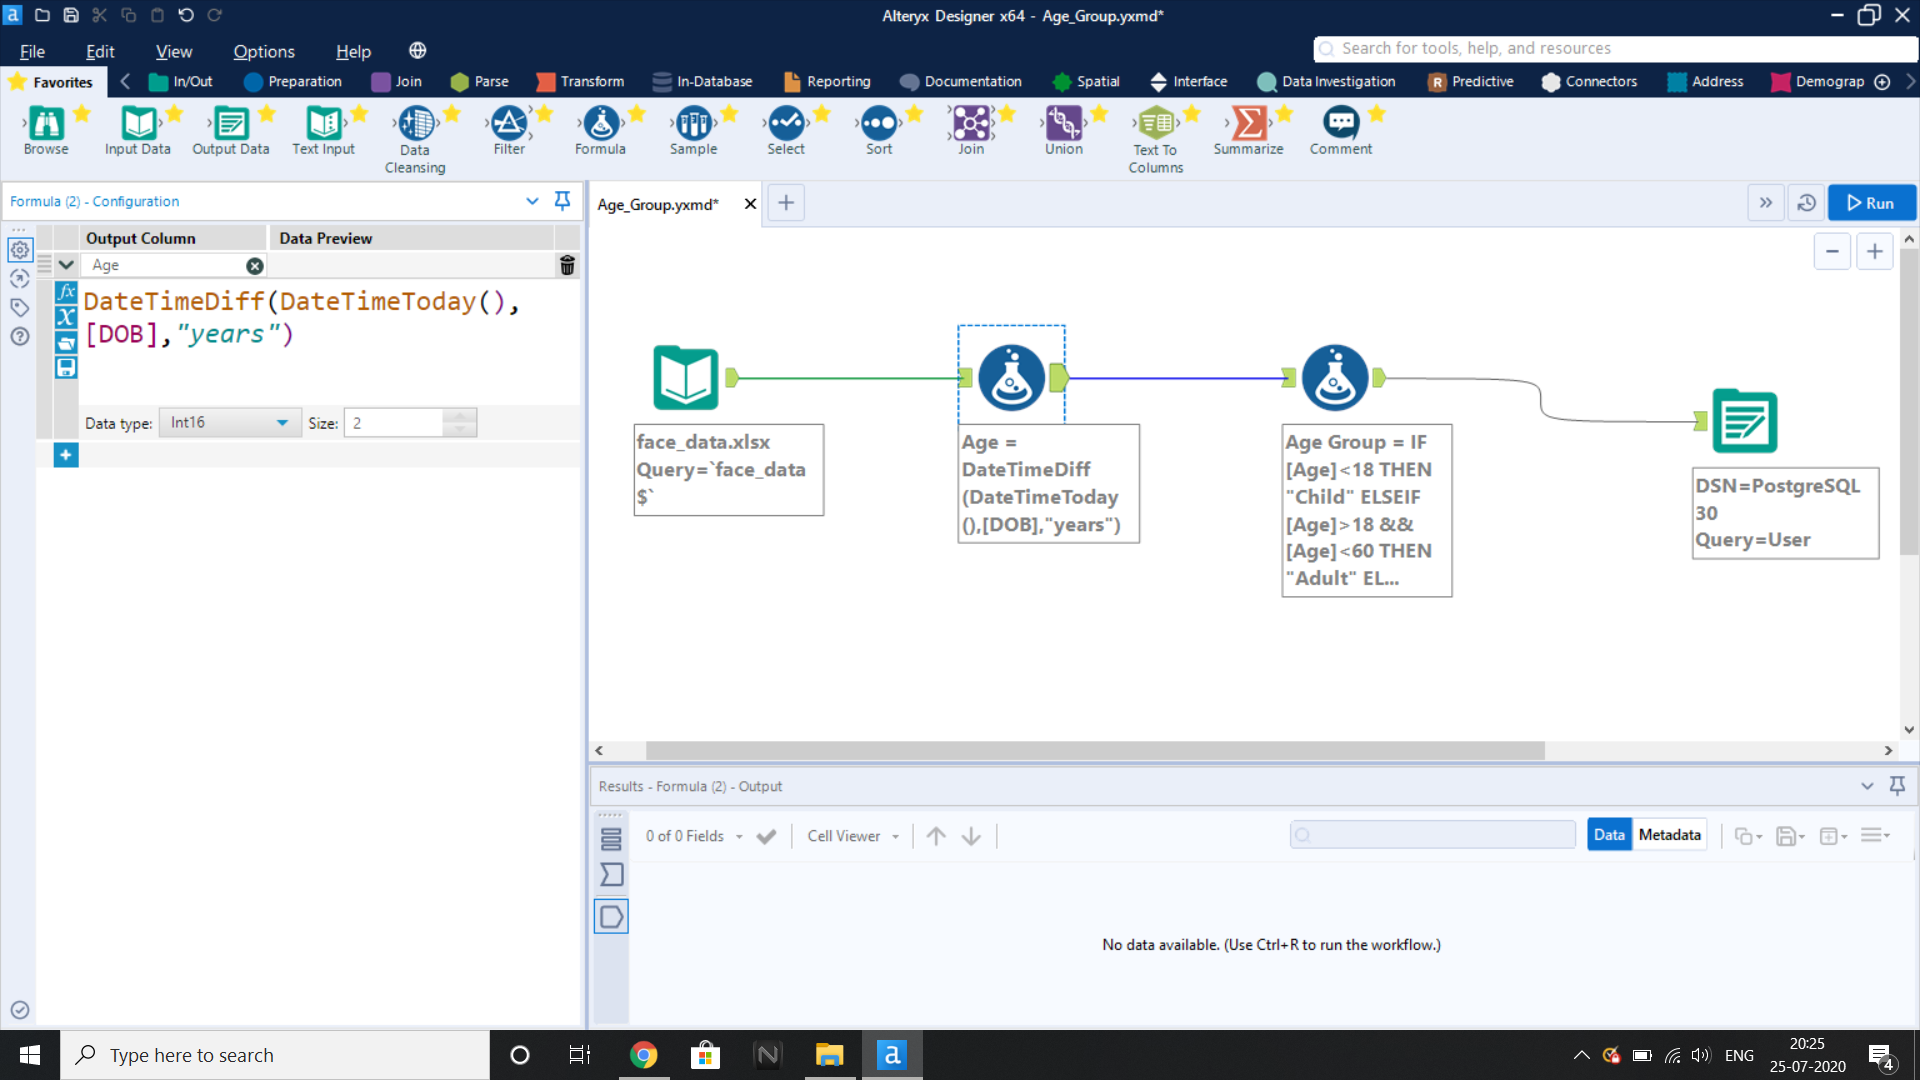 Alteryx Designer x64 - Age_Group.yxmd*
File Edit View Options Help
Search for tools, help, and resources
Favorites In/Out Preparation Join Parse Transform In-Database Reporting Documentation Spatial Interface Data Investigation Predictive Connectors Address Demograp
Browse Input Data Output Data Text Input Data Cleansing Filter Formula Sample Select Sort Join Union Text To Columns Summarize Comment
Formula (2) - Configuration
Output Column Data Preview
Age
DateTimeDiff(DateTimeToday(),
[DOB],"years")
Data type: Int16 Size: 2
Age_Group.yxmd*
Run
face_data.xlsx
Query=`face_data
$`
Age =
DateTimeDiff
(DateTimeToday
(),[DOB],"years")
Age Group = IF
[Age]<18 THEN
"Child" ELSEIF
[Age]>18 &&
[Age]<60 THEN
"Adult" EL...
DSN=PostgreSQL
30
Query=User
Results - Formula (2) - Output
0 of 0 Fields Cell Viewer Data Metadata
No data available. (Use Ctrl+R to run the workflow.)
Type here to search
ENG
20:25
25-07-2020
4